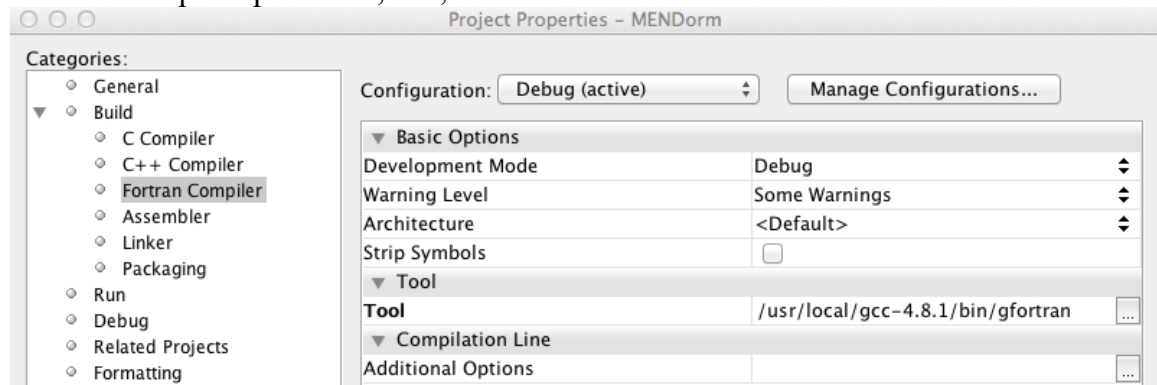 Project Properties – MENDorm
Categories:
General
Build
C Compiler
C++ Compiler
Fortran Compiler
Assembler
Linker
Packaging
Run
Debug
Related Projects
Formatting
Configuration: Debug (active) Manage Configurations...
Basic Options
Development Mode Debug
Warning Level Some Warnings
Architecture <Default>
Strip Symbols
Tool
Tool /usr/local/gcc-4.8.1/bin/gfortran ...
Compilation Line
Additional Options ...